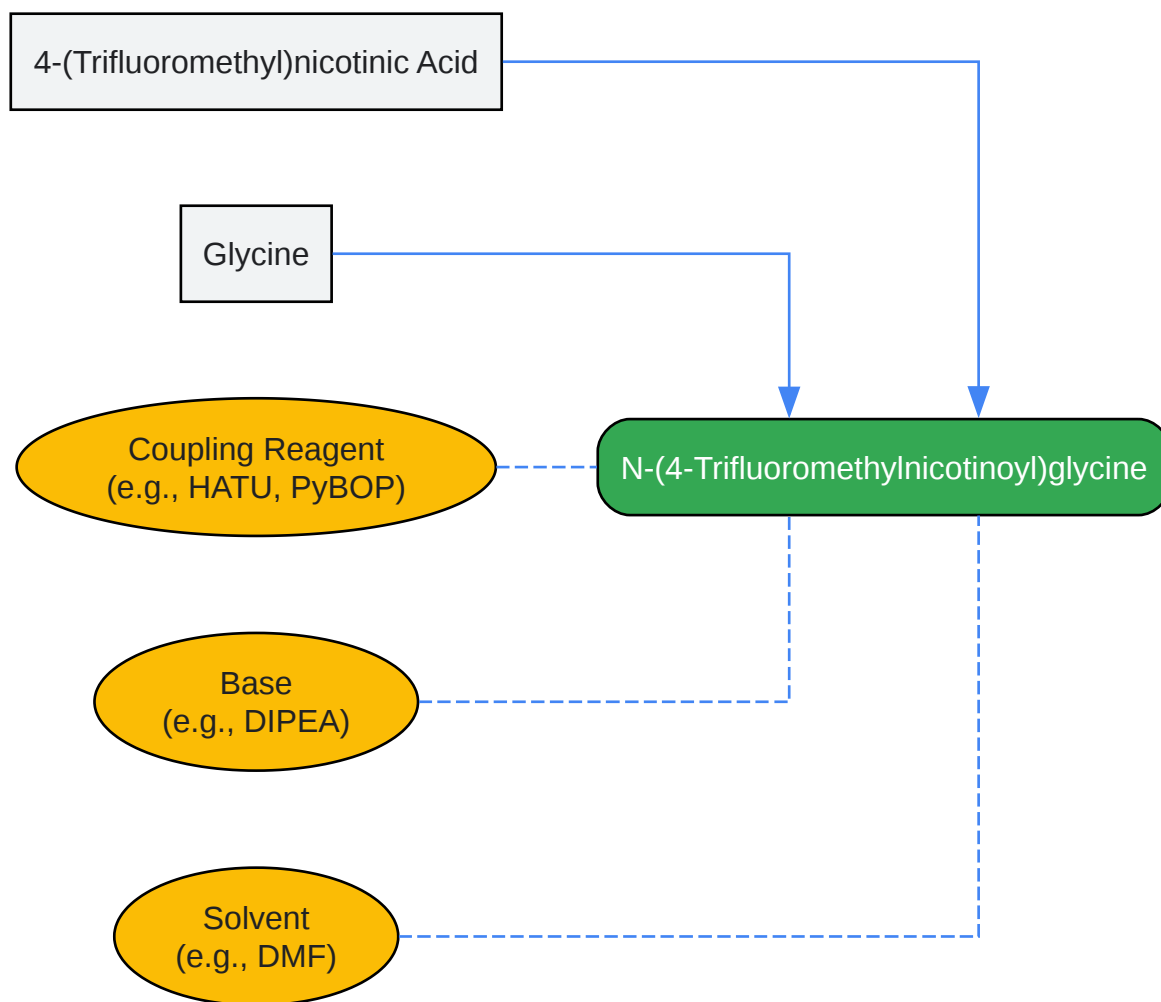 4-(Trifluoromethyl)nicotinic Acid
Glycine
Coupling Reagent
(e.g., HATU, PyBOP)
N-(4-Trifluoromethylnicotinoyl)glycine
Base
(e.g., DIPEA)
Solvent
(e.g., DMF)